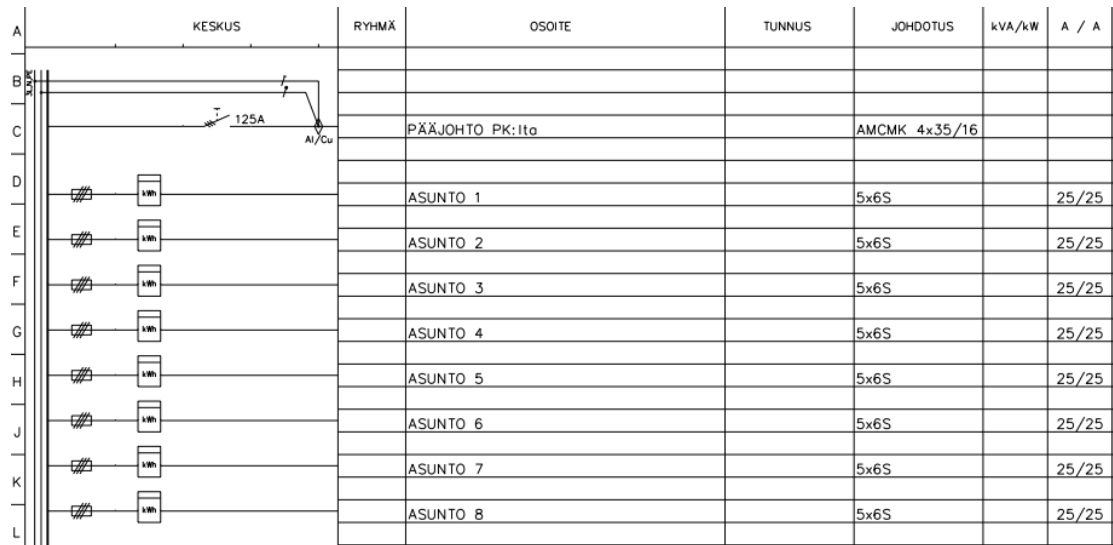 A KESKUS RYHMÄ OSOITE TUNNUS JOHDOTUS kVA/kW A / A
B
C 125A Al/Cu PÄÄJOHTO PK:lta AMCMK 4x35/16
D kWh ASUNTO 1 5x6S 25/25
E kWh ASUNTO 2 5x6S 25/25
F kWh ASUNTO 3 5x6S 25/25
G kWh ASUNTO 4 5x6S 25/25
H kWh ASUNTO 5 5x6S 25/25
J kWh ASUNTO 6 5x6S 25/25
K kWh ASUNTO 7 5x6S 25/25
L kWh ASUNTO 8 5x6S 25/25